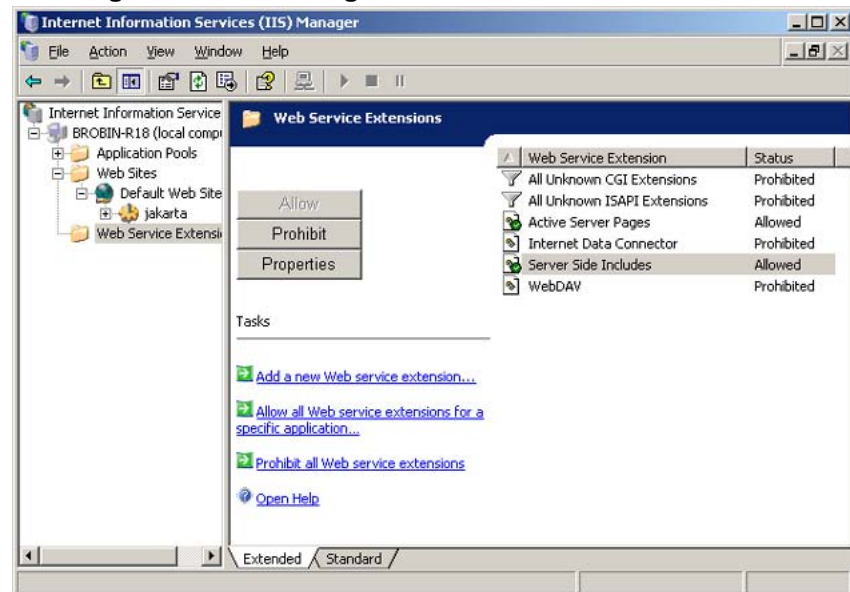 Internet Information Services (IIS) Manager
File Action View Window Help
Internet Information Service
BROBIN-R18 (local comp
Application Pools
Web Sites
Default Web Site
jakarta
Web Service Extensi
Web Service Extensions
Allow
Prohibit
Properties
Tasks
Add a new Web service extension...
Allow all Web service extensions for a
specific application...
Prohibit all Web service extensions
Open Help
Web Service Extension Status
All Unknown CGI Extensions Prohibited
All Unknown ISAPI Extensions Prohibited
Active Server Pages Allowed
Internet Data Connector Prohibited
Server Side Includes Allowed
WebDAV Prohibited
Extended Standard